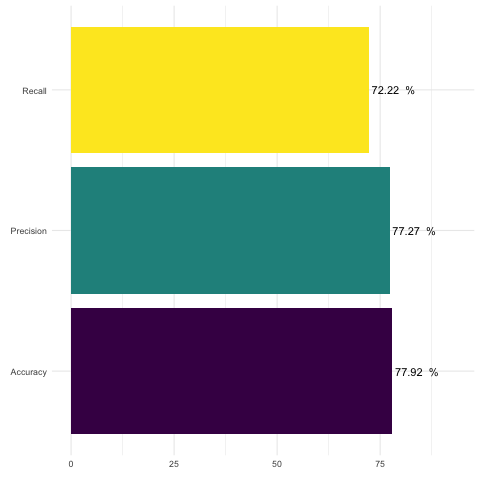 Recall
72.22 %
Precision
77.27 %
Accuracy
77.92 %
0 25 50 75